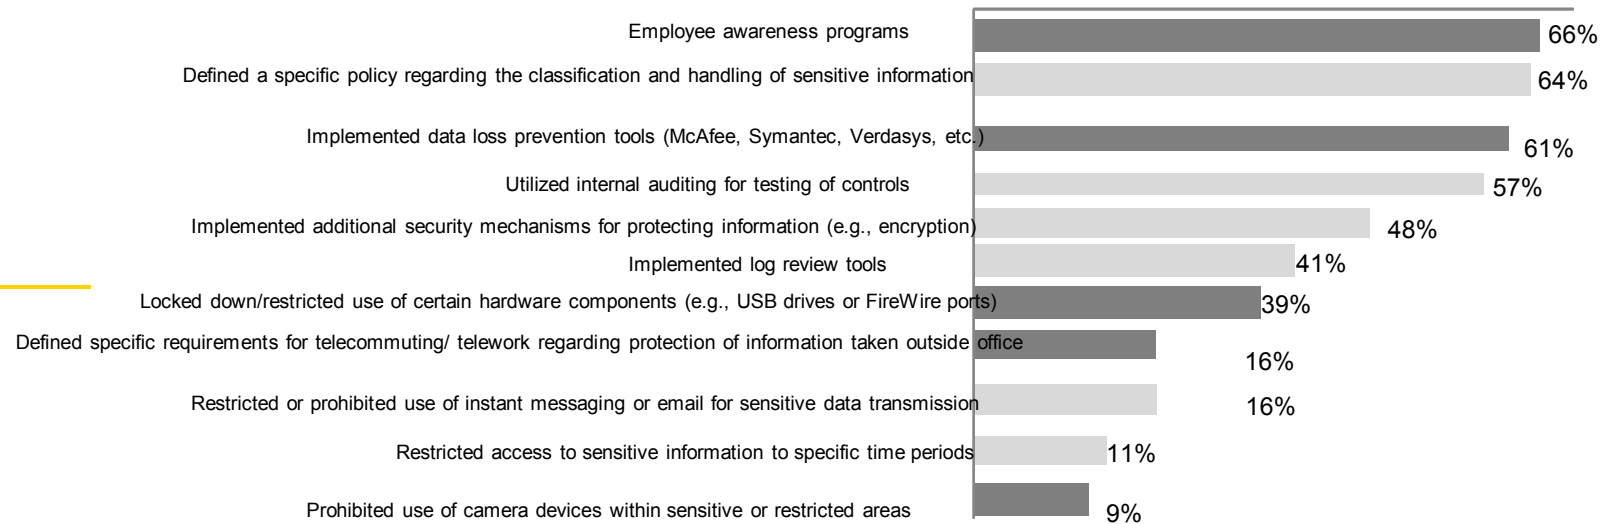 Employee awareness programs 66%
Defined a specific policy regarding the classification and handling of sensitive information 64%
Implemented data loss prevention tools (McAfee, Symantec, Verdasys, etc.) 61%
Utilized internal auditing for testing of controls 57%
Implemented additional security mechanisms for protecting information (e.g., encryption) 48%
Implemented log review tools 41%
Locked down/restricted use of certain hardware components (e.g., USB drives or FireWire ports) 39%
Defined specific requirements for telecommuting/ telework regarding protection of information taken outside office 16%
Restricted or prohibited use of instant messaging or email for sensitive data transmission 16%
Restricted access to sensitive information to specific time periods 11%
Prohibited use of camera devices within sensitive or restricted areas 9%